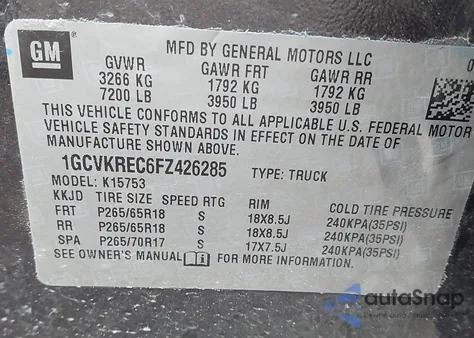 GM
MFD BY GENERAL MOTORS LLC
0
GVWR GAWR FRT GAWR RR
3266 KG 1792 KG 1792 KG
7200 LB 3950 LB 3950 LB
THIS VEHICLE CONFORMS TO ALL APPLICABLE U.S. FEDERAL MOTOR
VEHICLE SAFETY STANDARDS IN EFFECT ON THE DATE OF
MANUFACTURE SHOWN ABOVE.
1GCVKREC6FZ426285 TYPE: TRUCK
MODEL: K15753
KKJD TIRE SIZE SPEED RTG RIM COLD TIRE PRESSURE
FRT P265/65R18 S 18X8.5J 240KPA(35PSI)
RR P265/65R18 S 18X8.5J 240KPA(35PSI)
SPA P265/70R17 S 17X7.5J 240KPA(35PSI)
SEE OWNER'S MANUAL i FOR MORE INFORMATION.
autoSnap